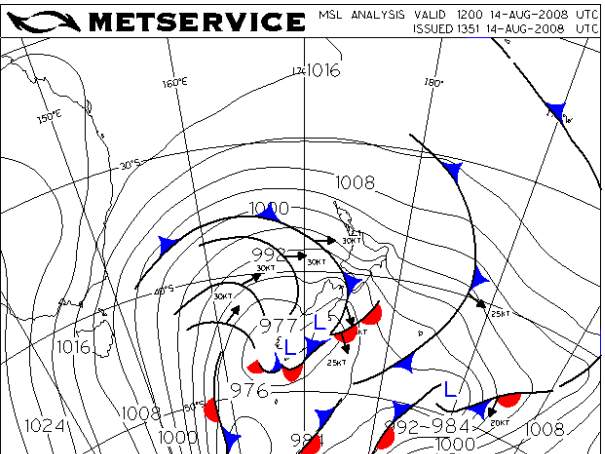 METSERVICE
MSL ANALYSIS VALID 1200 14-AUG-2008 UTC
ISSUED 1351 14-AUG-2008 UTC
1016
160°E
180°
150°E
30°S
1008
1000
30KT
992
30KT
30KT
40°S
30KT
25KT
977
L
L
1016
25KT
976
L
50°S
1008
1024
1000
984
992
984
20KT
1008
1000